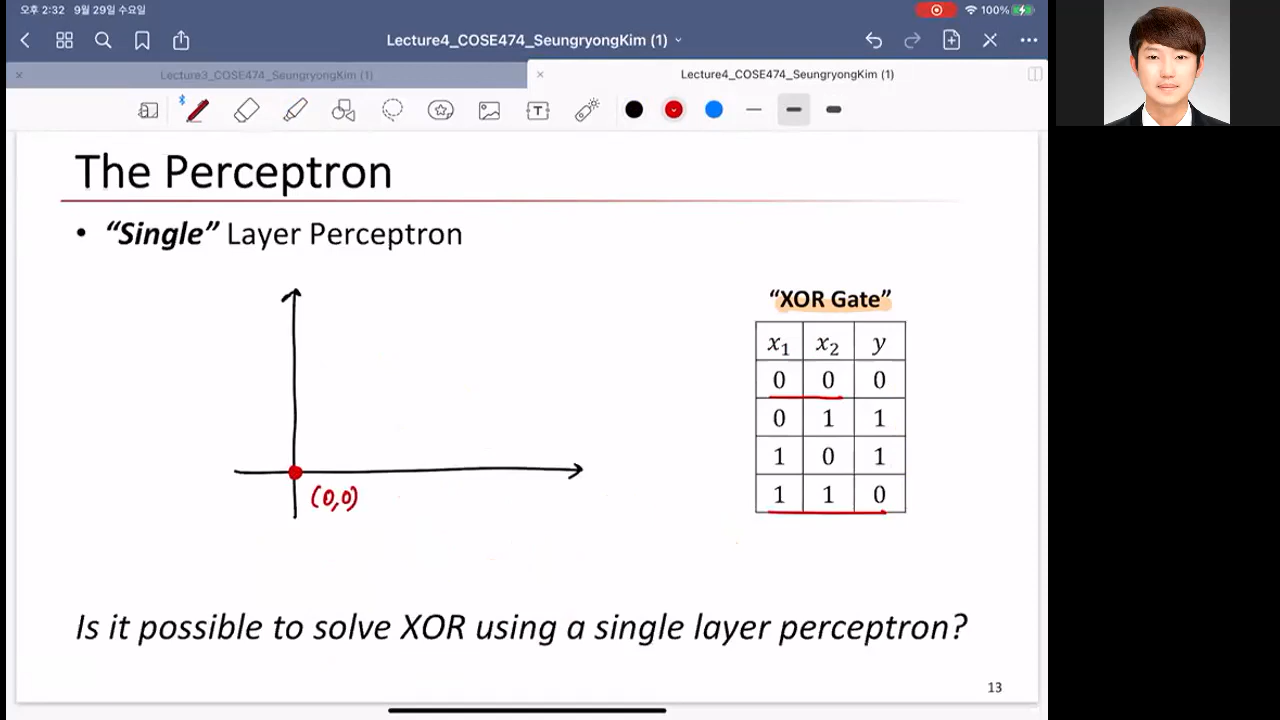 오후 2:32 9월 29일 수요일
100%
Lecture4_COSE474_SeungryongKim (1)
Lecture3_COSE474_SeungryongKim (1)
Lecture4_COSE474_SeungryongKim (1)
T
The Perceptron
• “Single” Layer Perceptron
“XOR Gate”
x₁ x₂ y
0 0 0
0 1 1
1 0 1
1 1 0
(0,0)
Is it possible to solve XOR using a single layer perceptron?
13